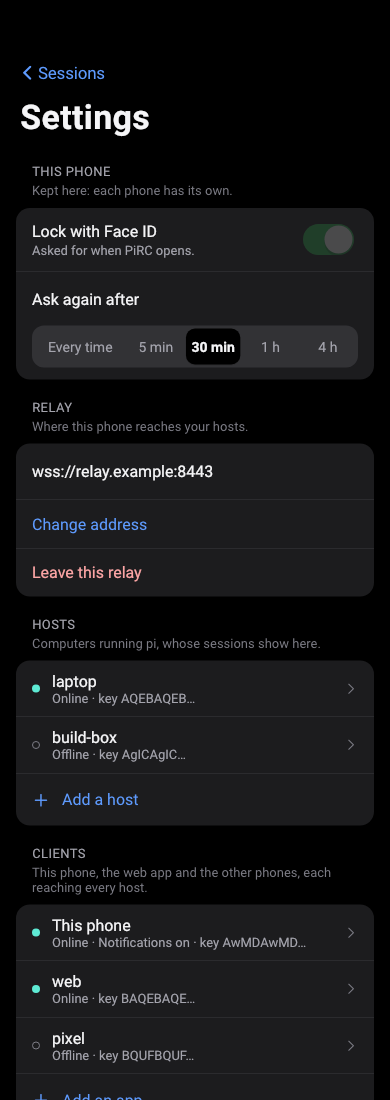 Sessions
Settings
THIS PHONE
Kept here: each phone has its own.
Lock with Face ID
Asked for when PiRC opens.
Ask again after
Every time 5 min 30 min 1 h 4 h
RELAY
Where this phone reaches your hosts.
wss://relay.example:8443
Change address
Leave this relay
HOSTS
Computers running pi, whose sessions show here.
laptop
Online · key AQEBAQEB…
build-box
Offline · key AgICAgIC…
Add a host
CLIENTS
This phone, the web app and the other phones, each
reaching every host.
This phone
Online · Notifications on · key AwMDAwMD…
web
Online · key BAQEBAQE…
pixel
Offline · key BQUFBQUF…
Add an app